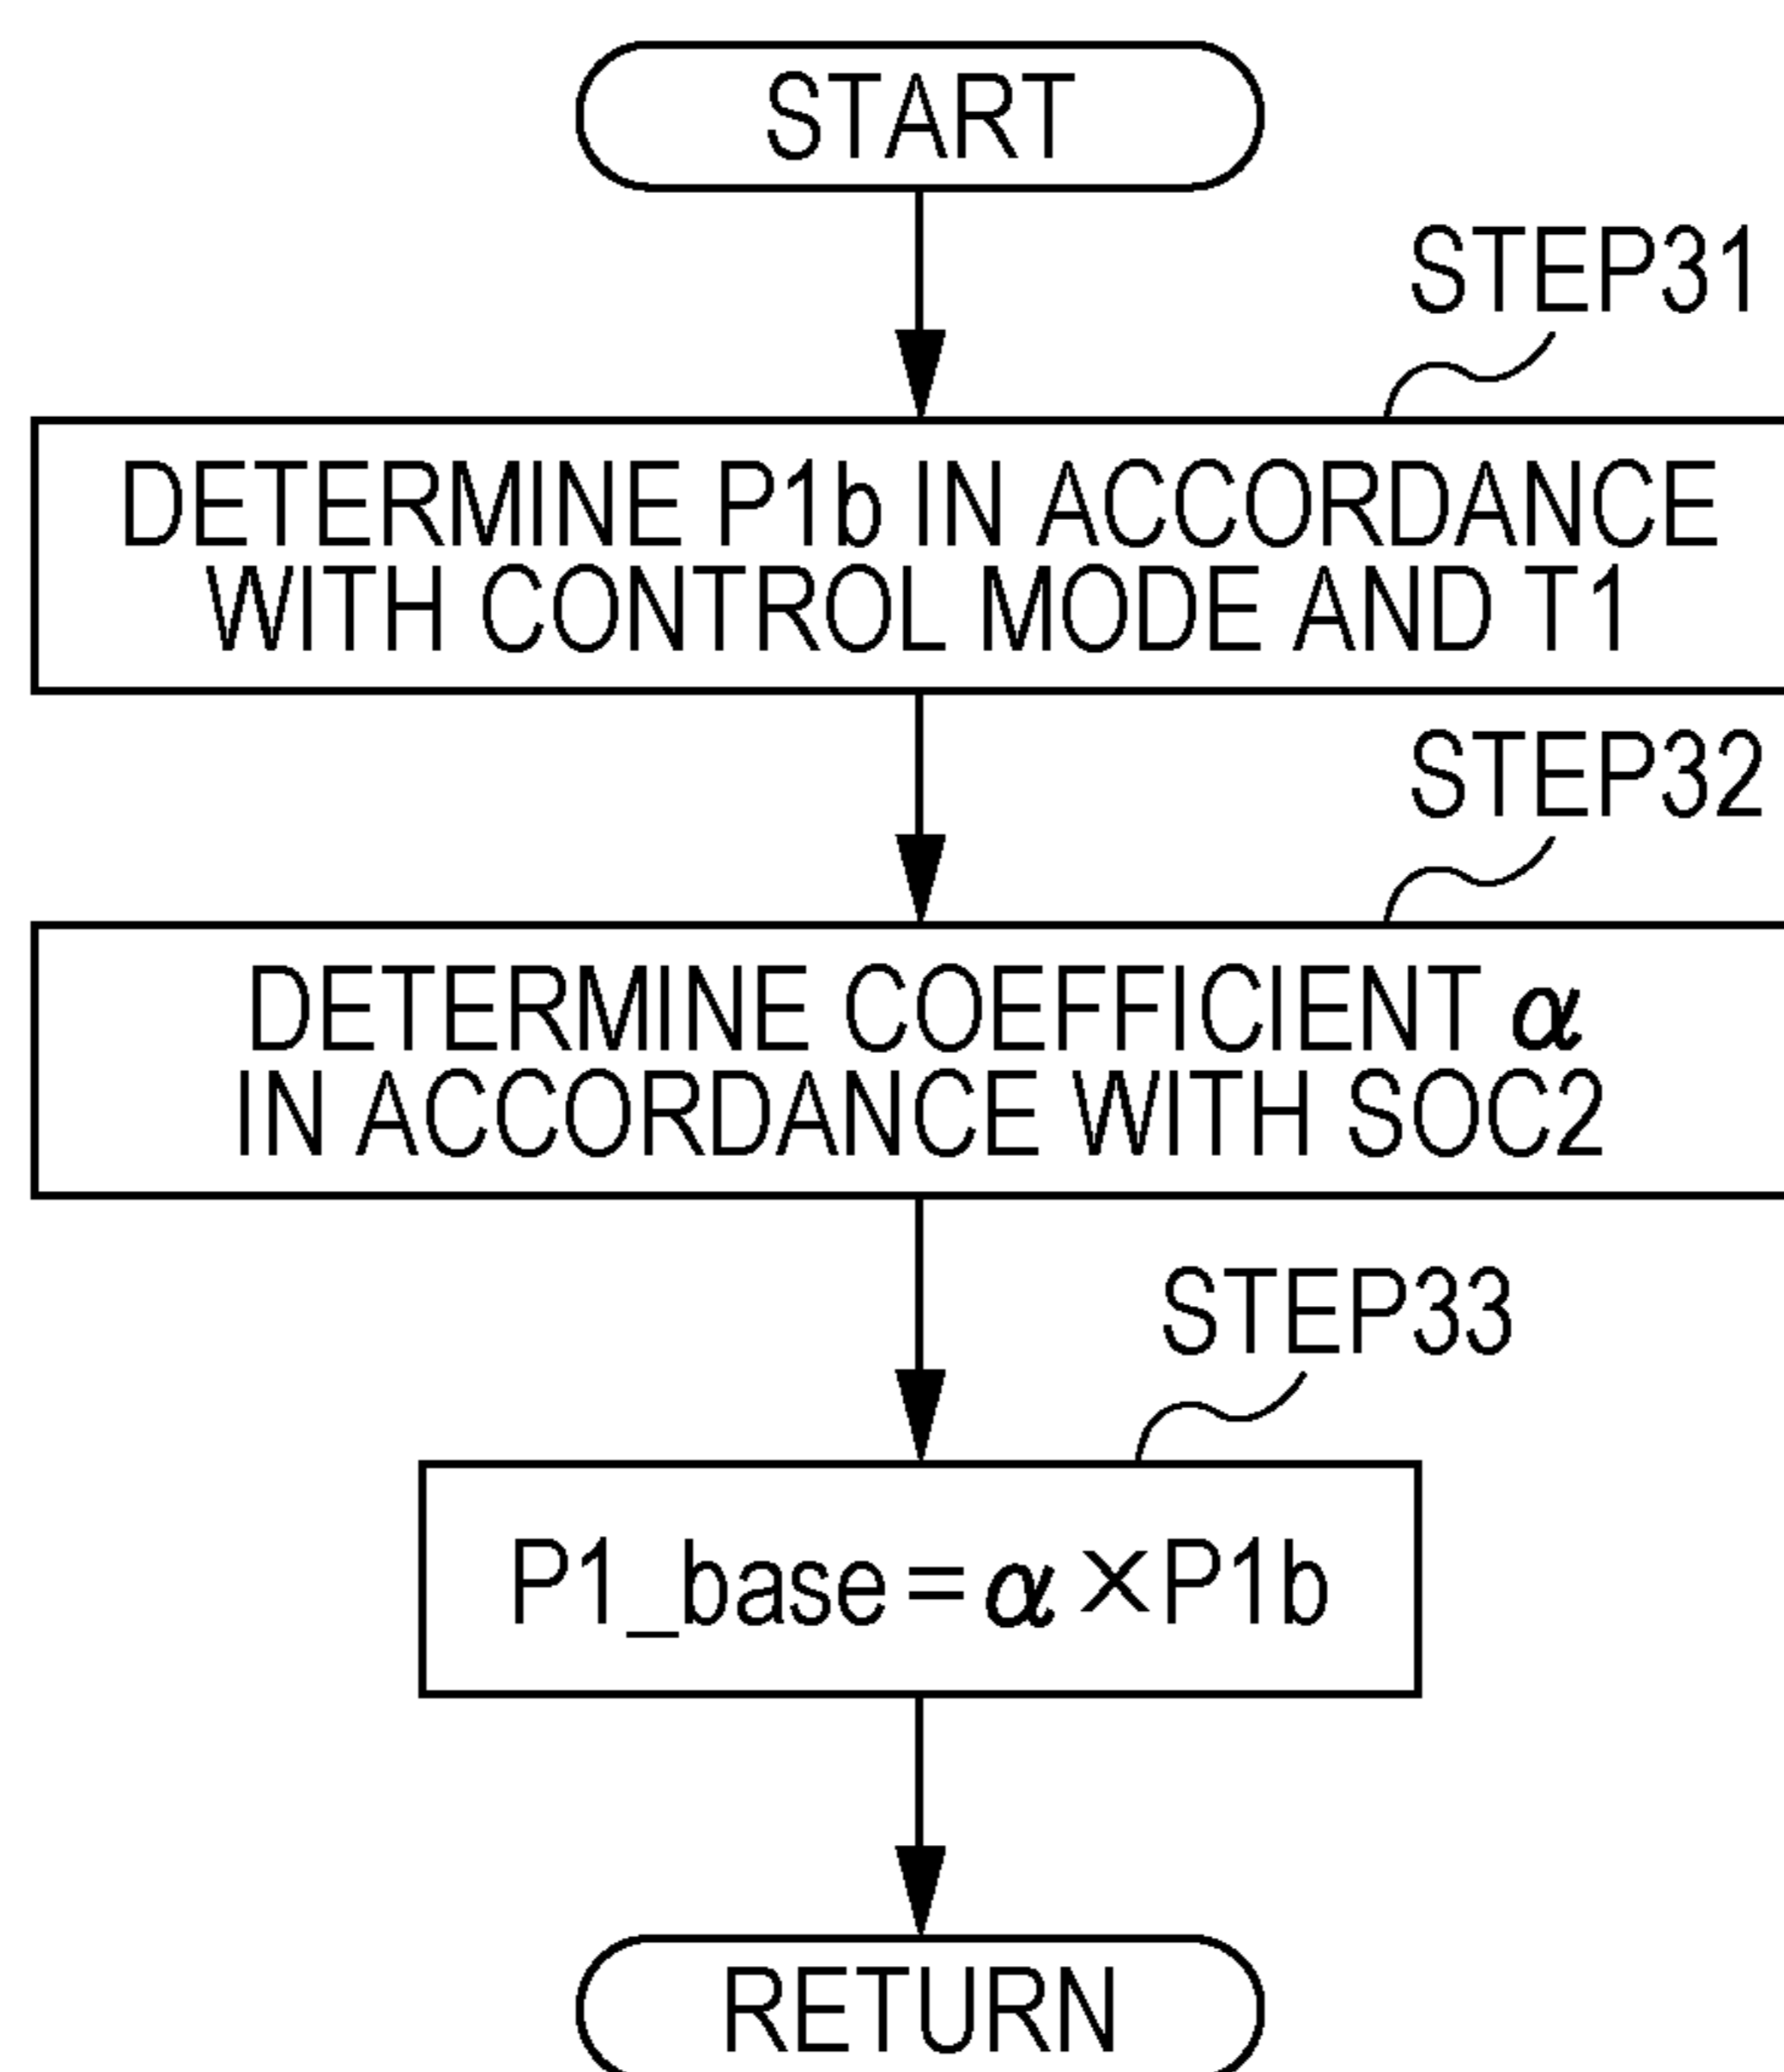 START
STEP31
DETERMINE P1b IN ACCORDANCE
WITH CONTROL MODE AND T1
STEP32
DETERMINE COEFFICIENT α
IN ACCORDANCE WITH SOC2
STEP33
P1_base=α×P1b
RETURN